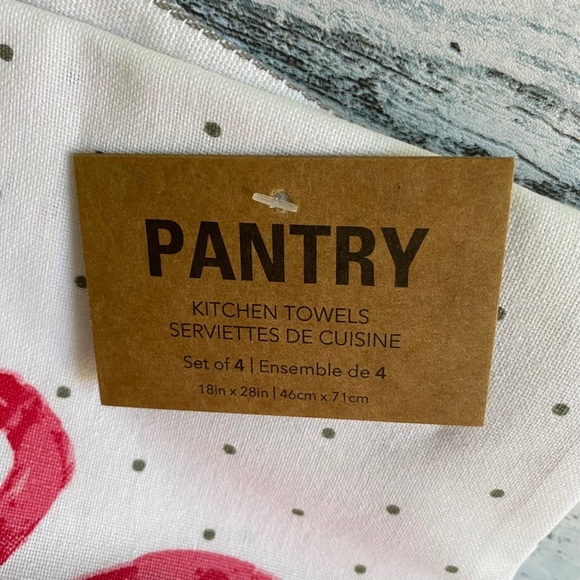 PANTRY
KITCHEN TOWELS
SERVIETTES DE CUISINE
Set of 4 | Ensemble de 4
18in x 28in | 46cm x 71cm